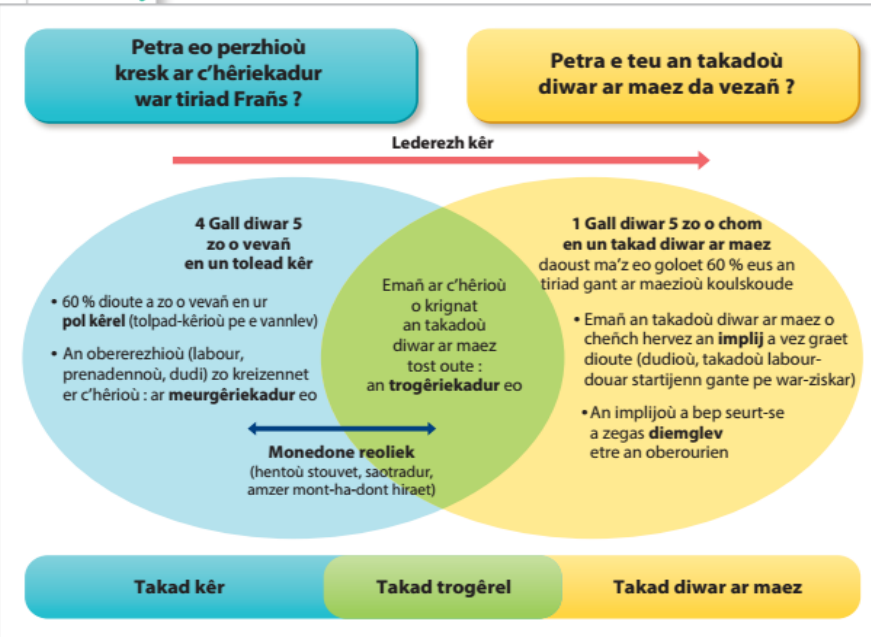 Petra eo perzhioù
kresk ar c'hêriekadur
war tiriad Frañs ?
Petra e teu an takadoù
diwar ar maez da vezañ ?
Lederezh kêr
4 Gall diwar 5
zo o vevañ
en un tolead kêr
• 60 % dioute a zo o vevañ en ur
pol kêrel (tolpad-kêrioù pe e vannlev)
• An obererezhioù (labour,
prenadennoù, dudi) zo kreizennet
er c'hêrioù : ar meurgêriekadur eo
Monedone reoliek
(hentoù stouvet, saotradur,
amzer mont-ha-dont hiraet)
Emañ ar c'hêrioù
o krignat
an takadoù
diwar ar maez
tost oute :
an trogêriekadur eo
1 Gall diwar 5 zo o chom
en un takad diwar ar maez
daoust ma'z eo goloet 60 % eus an
tiriad gant ar maezioù koulskoude
• Emañ an takadoù diwar ar maez o
cheñch hervez an implij a vez graet
dioute (dudioù, takadoù labour-
douar startijenn gante pe war-ziskar)
• An implijoù a bep seurt-se
a zegas diemglev
etre an oberourien
Takad kêr
Takad trogêrel
Takad diwar ar maez